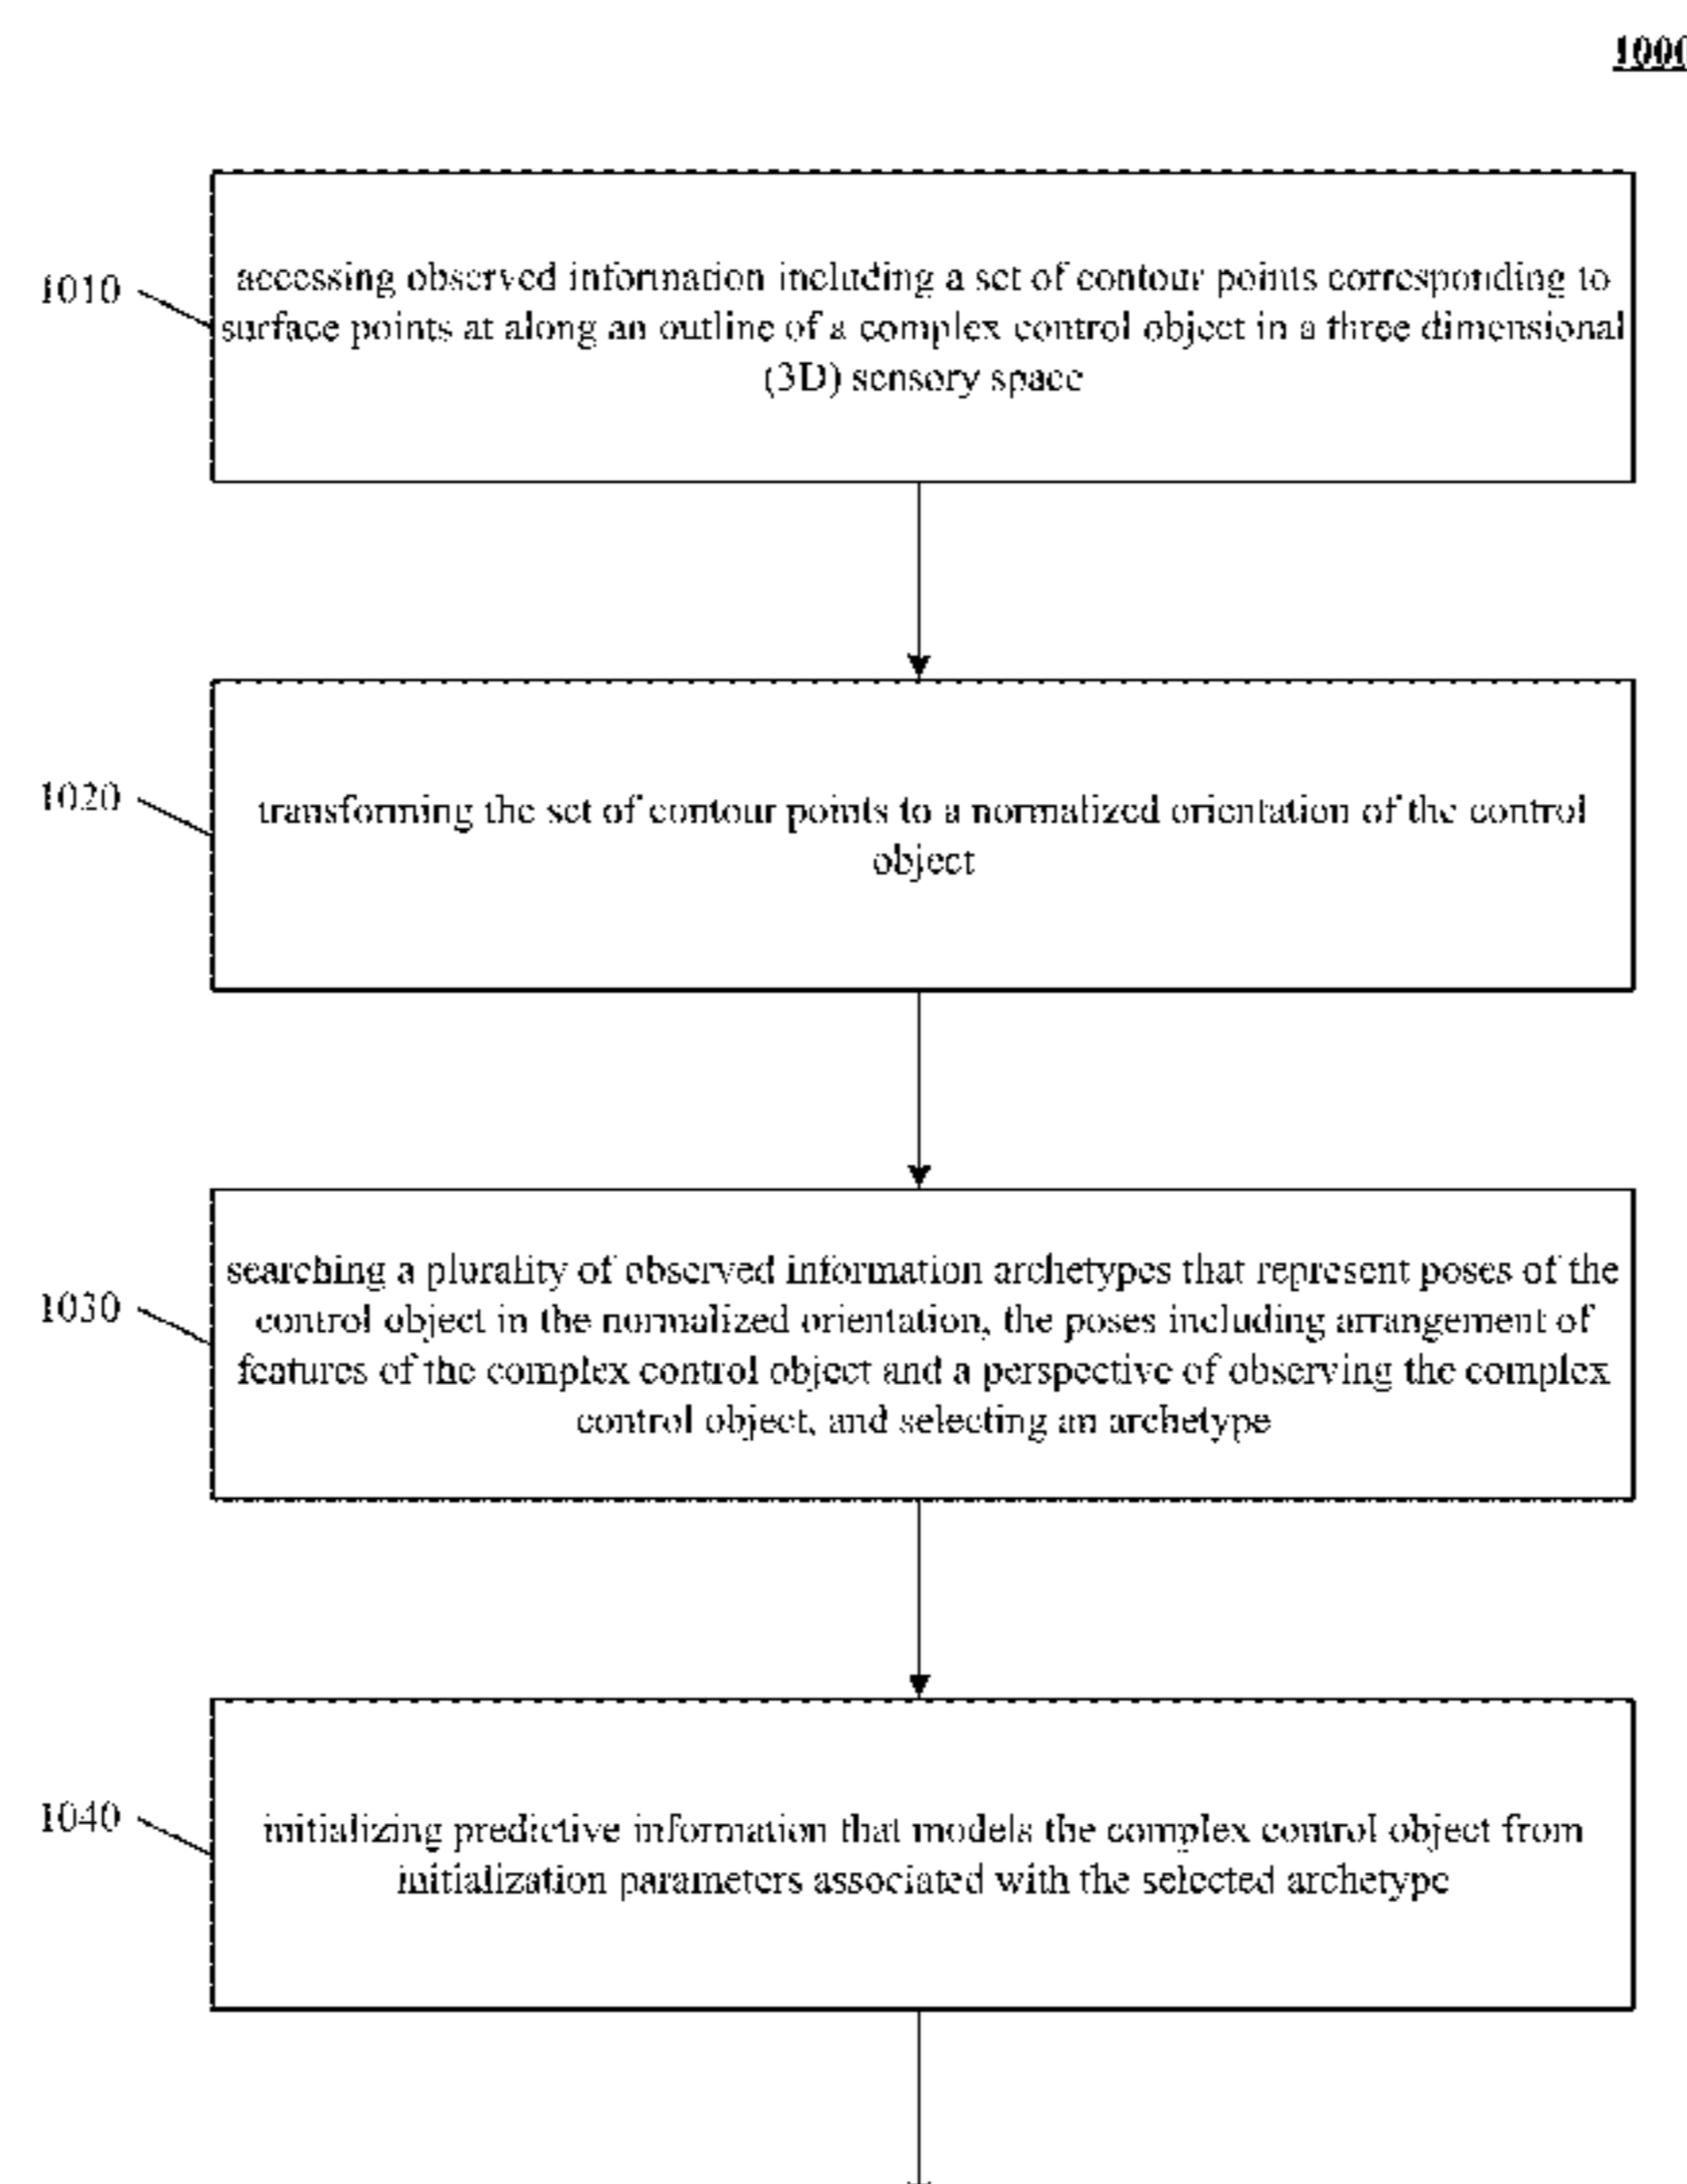 1000
1010
accessing observed information including a set of contour points corresponding to
surface points at along an outline of a complex control object in a three dimensional
(3D) sensory space
1020
transforming the set of contour points to a normalized orientation of the control
object
1030
searching a plurality of observed information archetypes that represent poses of the
control object in the normalized orientation, the poses including arrangement of
features of the complex control object and a perspective of observing the complex
control object, and selecting an archetype
1040
initializing predictive information that models the complex control object from
initialization parameters associated with the selected archetype